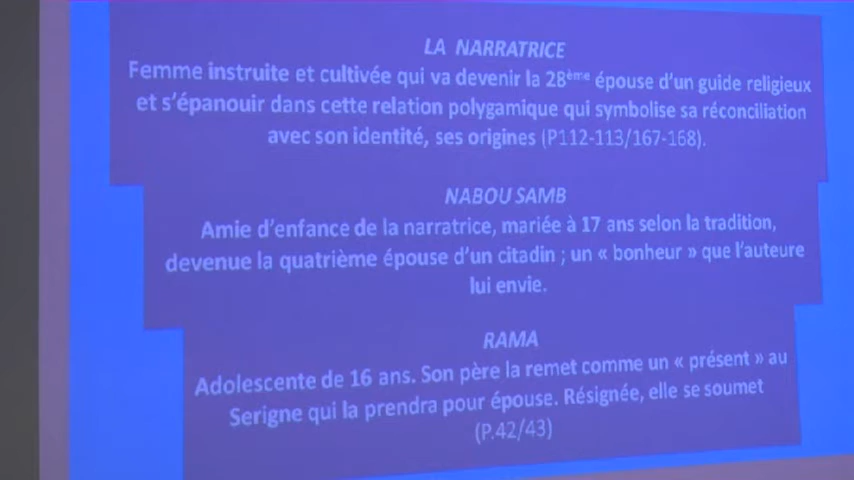 LA NARRATRICE
Femme instruite et cultivée qui va devenir la 28ème épouse d'un guide religieux
et s'épanouir dans cette relation polygamique qui symbolise sa réconciliation
avec son identité, ses origines (P112-113/167-168).
NABOU SAMB
Amie d'enfance de la narratrice, mariée à 17 ans selon la tradition,
devenue la quatrième épouse d'un citadin ; un « bonheur » que l'auteure
lui envie.
RAMA
Adolescente de 16 ans. Son père la remet comme un « présent » au
Serigne qui la prendra pour épouse. Résignée, elle se soumet
(P.42/43)